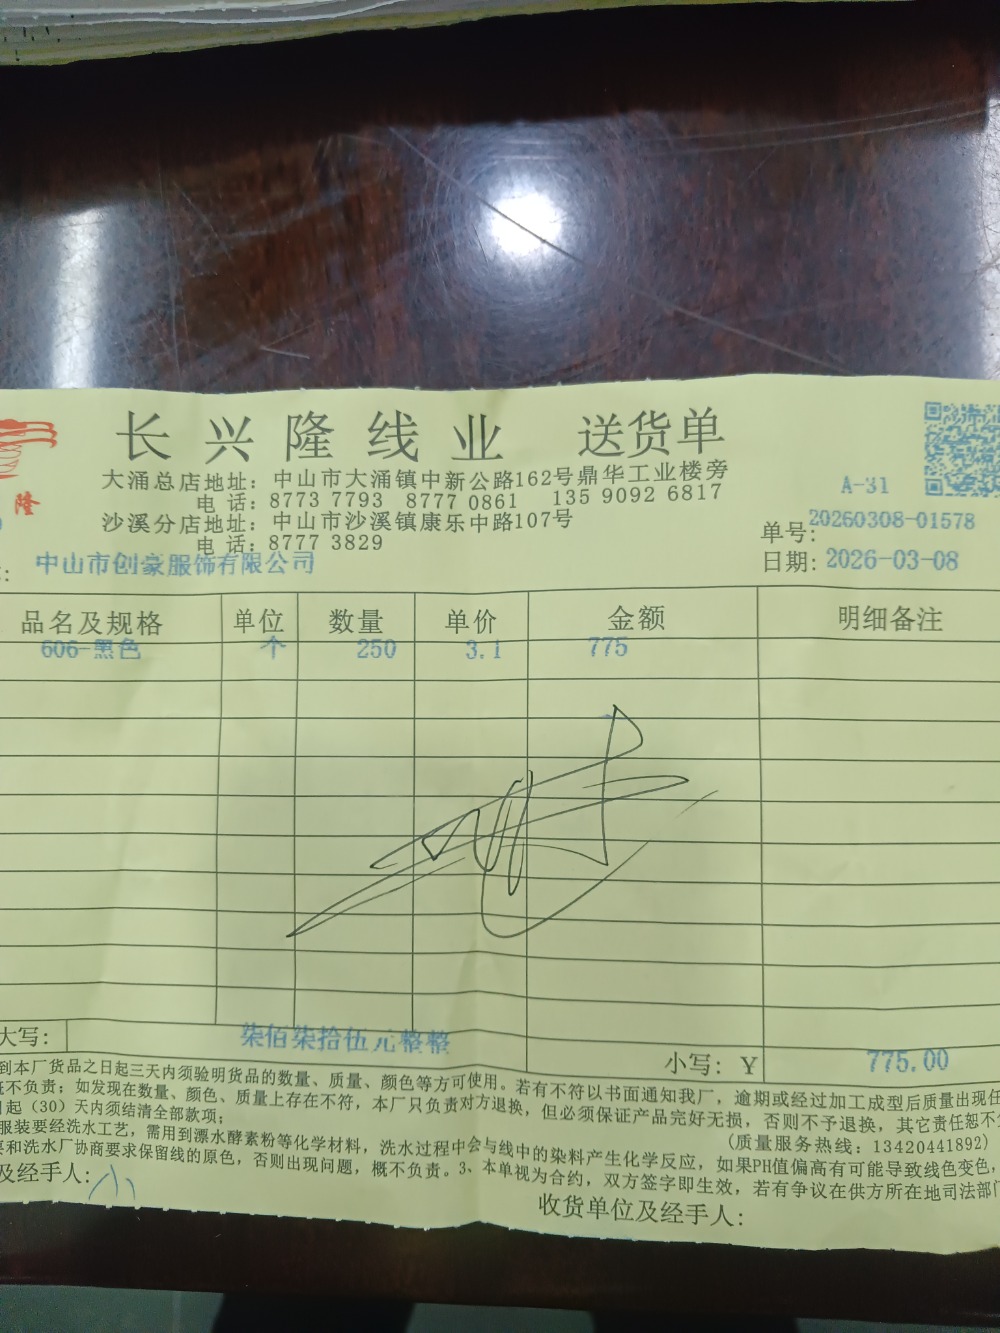 长兴隆线业 送货单
隆
大涌总店地址：中山市大涌镇中新公路162号鼎华工业楼旁
电 话：8773 7793 8777 0861 135 9092 6817
沙溪分店地址：中山市沙溪镇康乐中路107号
电 话：8777 3829
A-31
单号：20260308-01578
日期：2026-03-08
中山市创豪服饰有限公司
品名及规格 单位 数量 单价 金额 明细备注
606-黑色 个 250 3.1 775
大写： 柒佰柒拾伍元整整
小写：￥ 775.00
到本厂货品之日起三天内须验明货品的数量、质量、颜色等方可使用。若有不符以书面通知我厂，逾期或经过加工成型后质量出现任
不负责；如发现在数量、颜色、质量上存在不符，本厂只负责对方退换，但必须保证产品完好无损，否则不予退换，其它责任恕不
起（30）天内须结清全部款项；
（质量服务热线：13420441892）
服装要经洗水工艺，需用到漂水酵素粉等化学材料，洗水过程中会与线中的染料产生化学反应，如果PH值偏高有可能导致线色变色，
和洗水厂协商要求保留线的原色，否则出现问题，概不负责。3、本单视为合约，双方签字即生效，若有争议在供方所在地司法部门
及经手人：
收货单位及经手人：